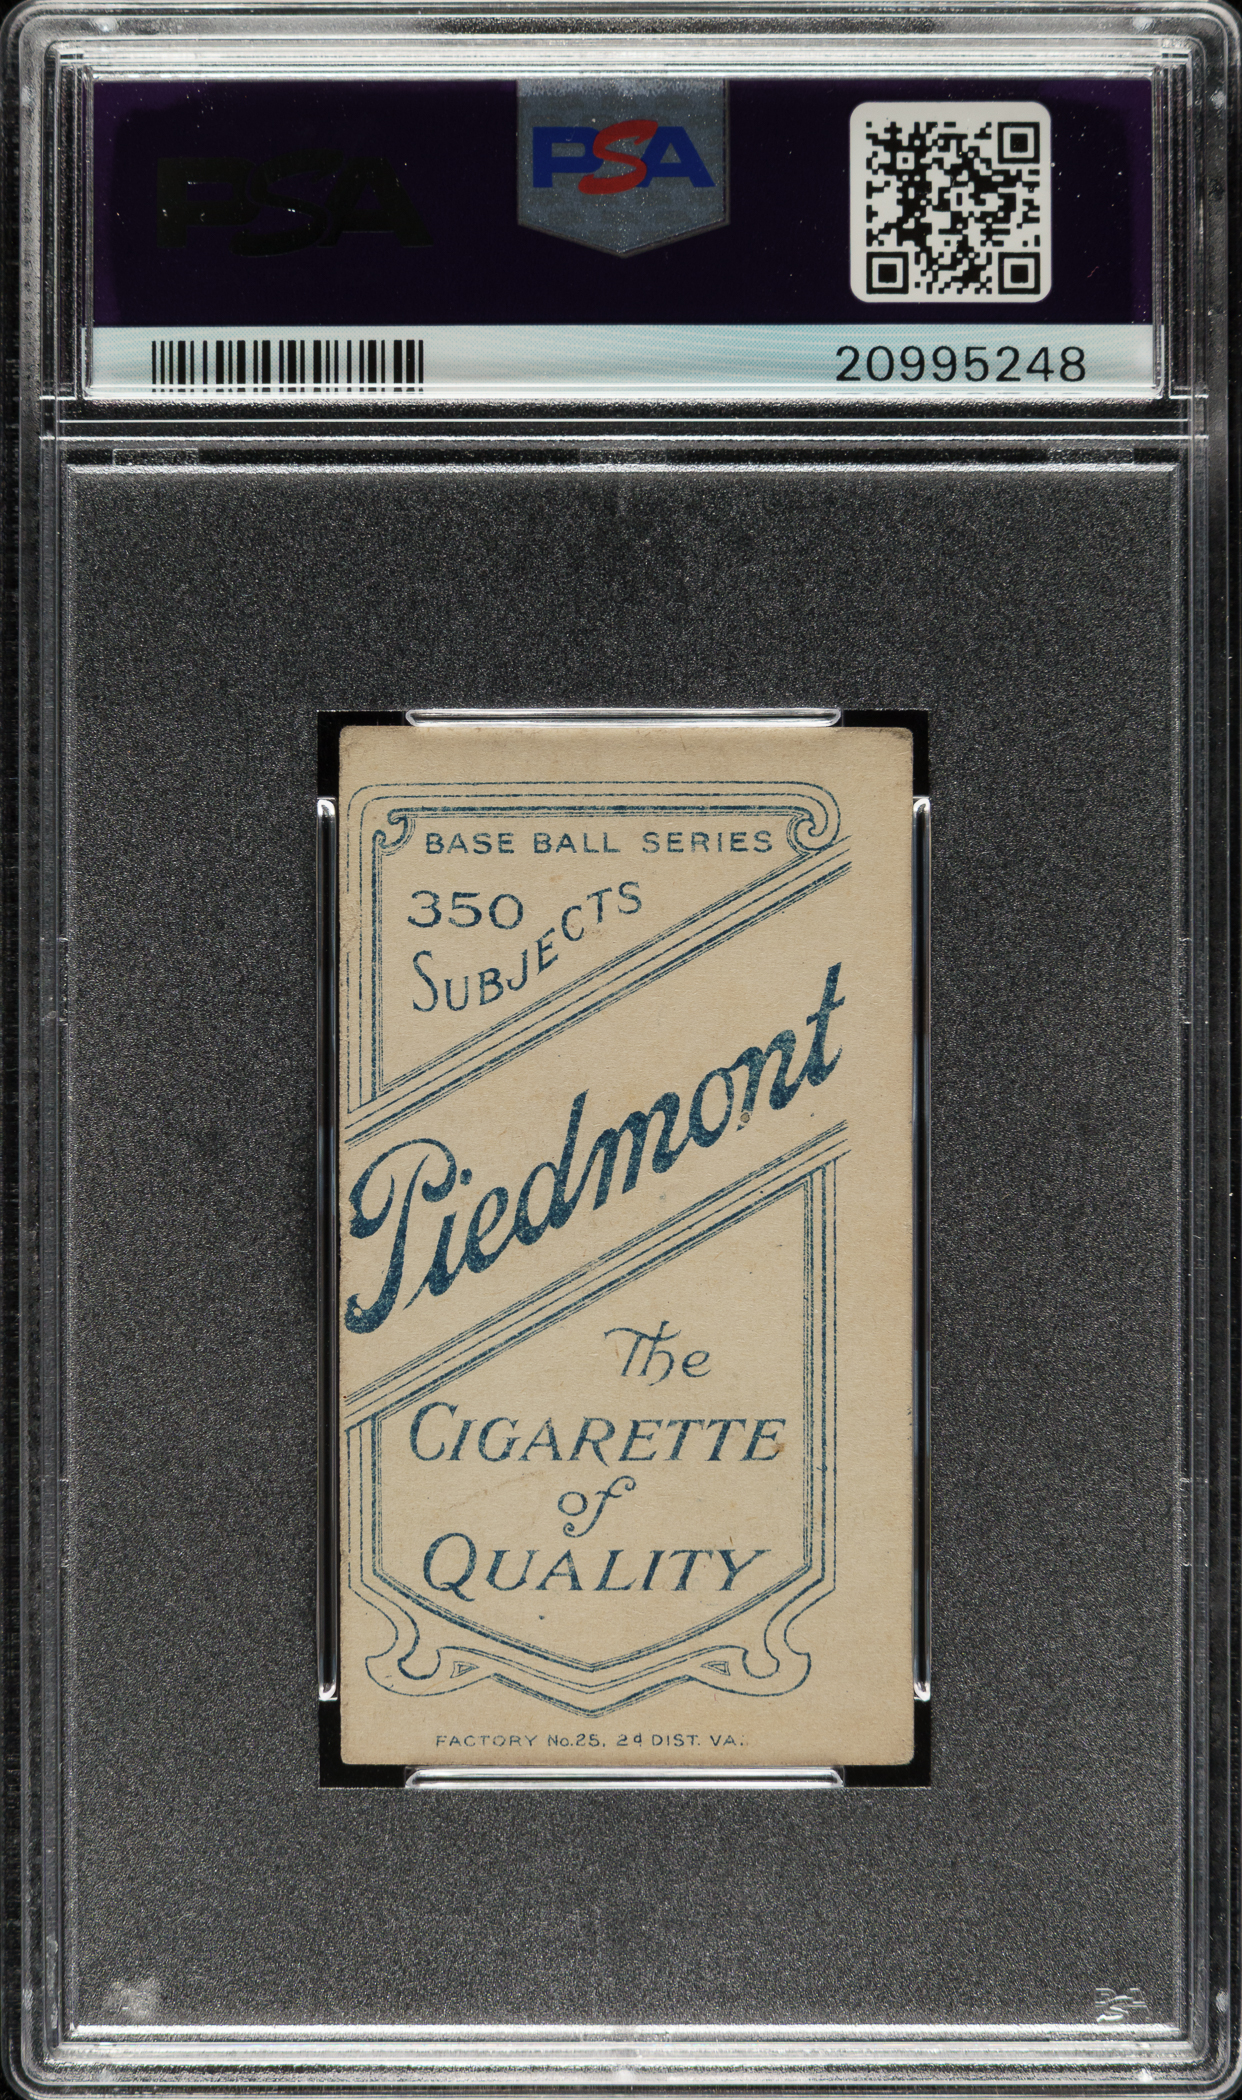 PSA
PSA
20995248
BASE BALL SERIES
350
SUBJECTS
Piedmont
The
CIGARETTE
of
QUALITY
FACTORY No.25, 2d DIST. VA.
PSA